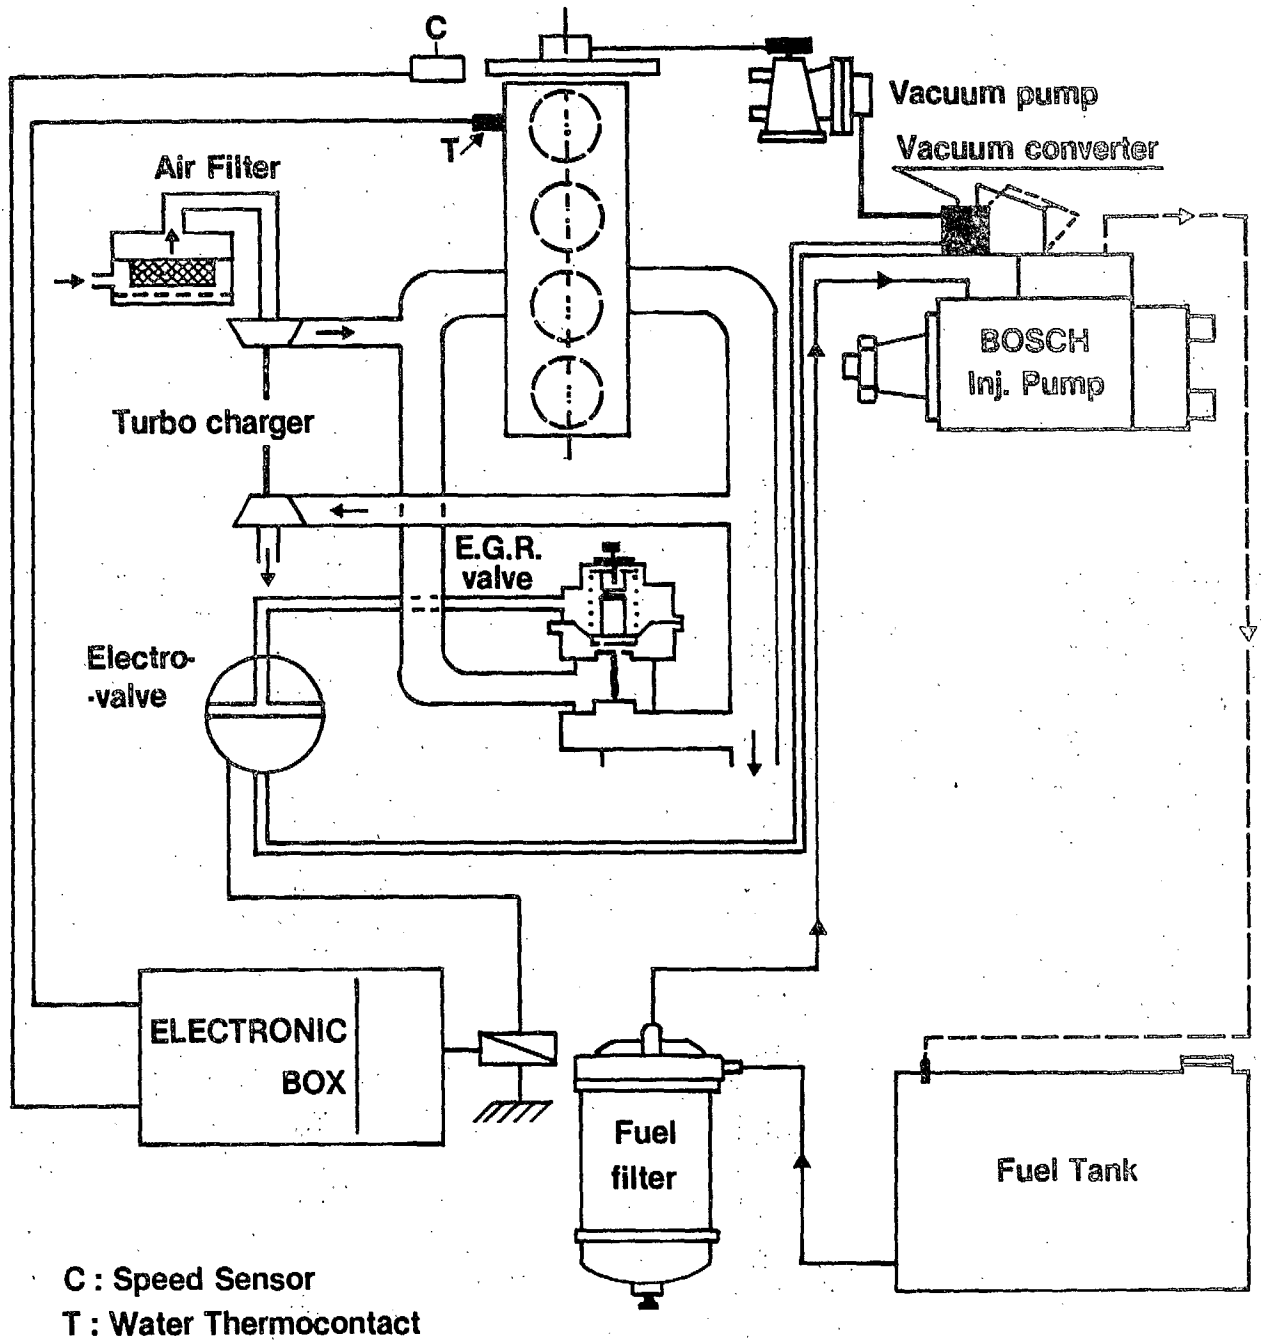 C
Vacuum pump
T
Vacuum converter
Air Filter
BOSCH
Inj. Pump
Turbo charger
E.G.R.
valve
Electro-
-valve
ELECTRONIC
BOX
Fuel
filter
Fuel Tank
C : Speed Sensor
T : Water Thermocontact